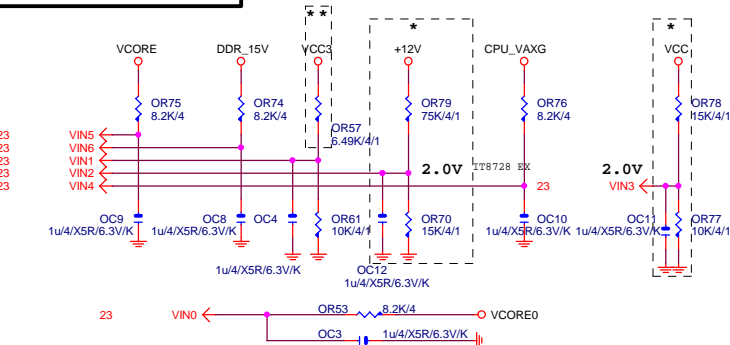 * *
*
*
VCORE
DDR_15V
VCC3
+12V
CPU_VAXG
VCC
OR75
8.2K/4
OR74
8.2K/4
OR57
6.49K/4/1
OR79
75K/4/1
OR76
8.2K/4
OR78
15K/4/1
23 VIN5
23 VIN6
23 VIN1
23 VIN2
23 VIN4
2.0V
IT8728 EX
23
2.0V
VIN3
OC9
1u/4/X5R/6.3V/K
OC8
1u/4/X5R/6.3V/K
OC4
1u/4/X5R/6.3V/K
OR61
10K/4/1
OC12
1u/4/X5R/6.3V/K
OR70
15K/4/1
OC10
1u/4/X5R/6.3V/K
OC11
1u/4/X5R/6.3V/K
OR77
10K/4/1
23
VIN0
OR53
8.2K/4
VCORE0
OC3
1u/4/X5R/6.3V/K